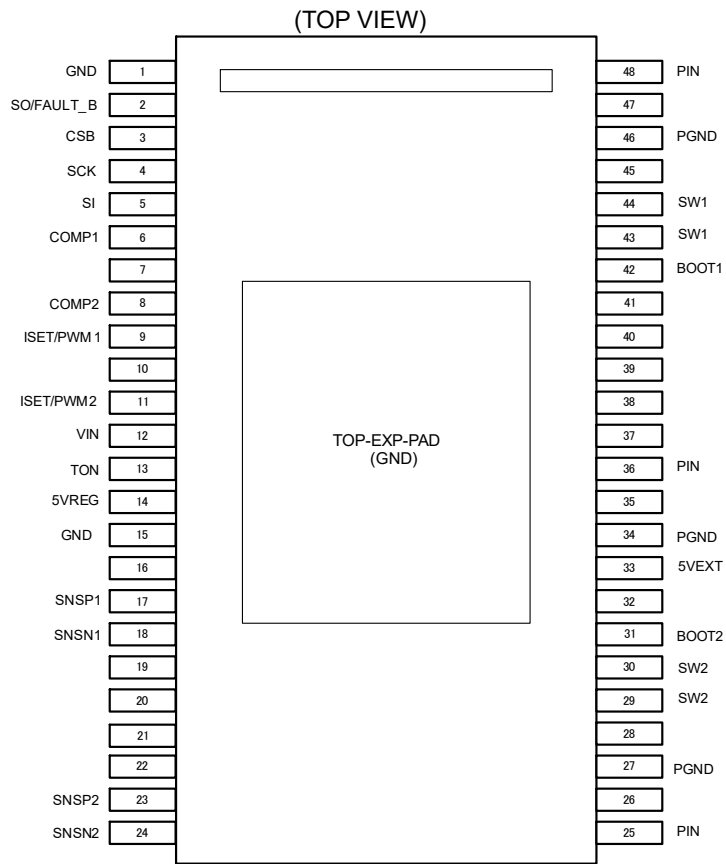 (TOP VIEW)
GND 1 48 PIN
SO/FAULT_B 2 47
CSB 3 46 PGND
SCK 4 45
SI 5 44 SW1
COMP1 6 43 SW1
7 42 BOOT1
COMP2 8 41
ISET/PWM1 9 40
10 39
ISET/PWM2 11 38
VIN 12 37
TON 13 36 PIN
5VREG 14 35
GND 15 34 PGND
16 33 5VEXT
SNSP1 17 32
SNSN1 18 31 BOOT2
19 30 SW2
20 29 SW2
21 28
22 27 PGND
SNSP2 23 26
SNSN2 24 25 PIN
TOP-EXP-PAD
(GND)